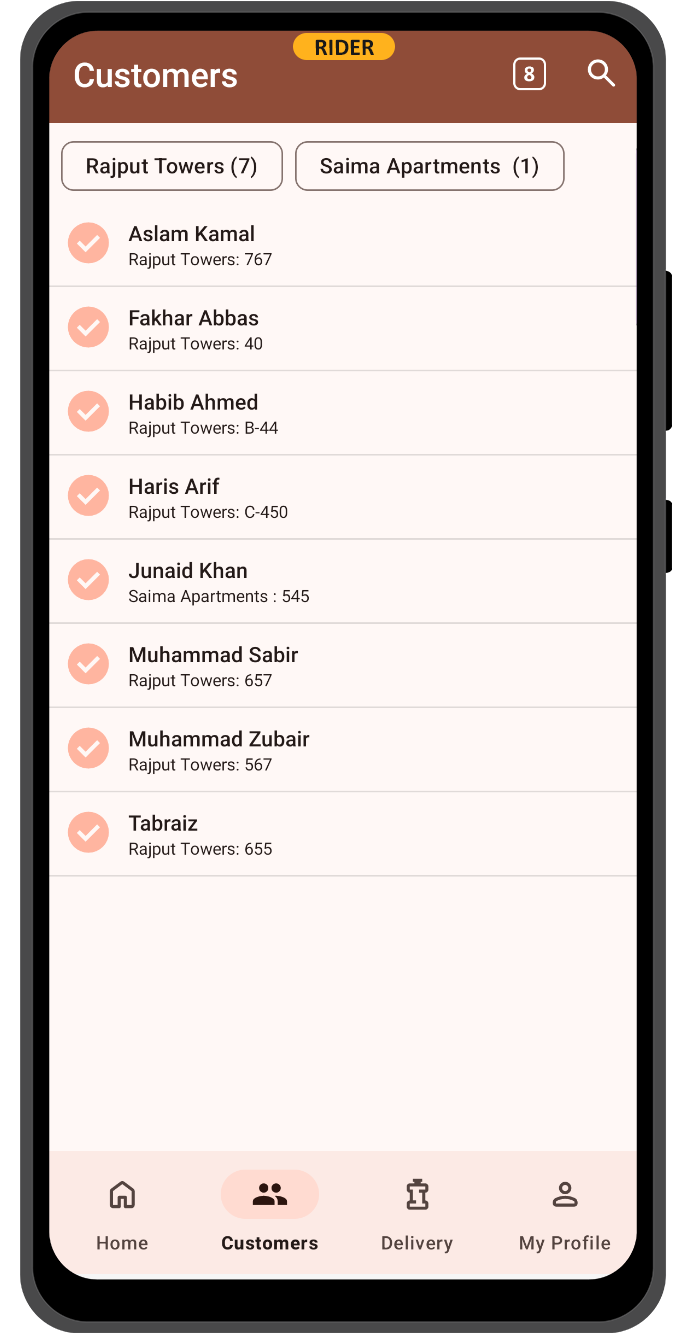 RIDER
Customers
8
Rajput Towers (7)
Saima Apartments (1)
Aslam Kamal
Rajput Towers: 767
Fakhar Abbas
Rajput Towers: 40
Habib Ahmed
Rajput Towers: B-44
Haris Arif
Rajput Towers: C-450
Junaid Khan
Saima Apartments : 545
Muhammad Sabir
Rajput Towers: 657
Muhammad Zubair
Rajput Towers: 567
Tabraiz
Rajput Towers: 655
Home
Customers
Delivery
My Profile